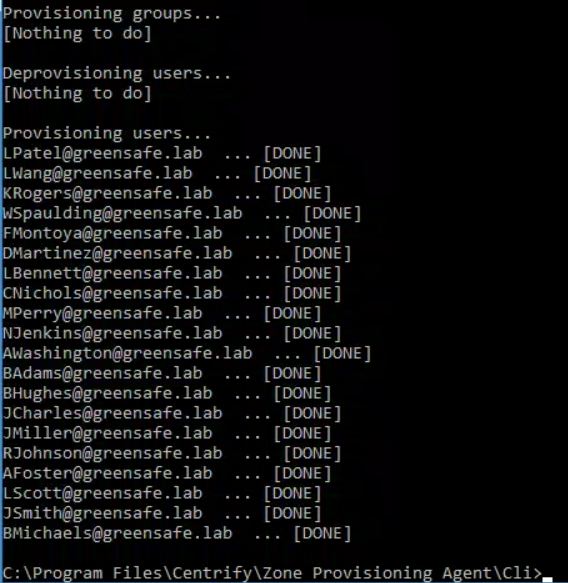 Provisioning groups...
[Nothing to do]
Deprovisioning users...
[Nothing to do]
Provisioning users...
LPatel@greensafe.lab ... [DONE]
LWang@greensafe.lab ... [DONE]
KRogers@greensafe.lab ... [DONE]
WSpaulding@greensafe.lab ... [DONE]
FMontoya@greensafe.lab ... [DONE]
DMartinez@greensafe.lab ... [DONE]
LBennett@greensafe.lab ... [DONE]
CNichols@greensafe.lab ... [DONE]
MPerry@greensafe.lab ... [DONE]
NJenkins@greensafe.lab ... [DONE]
AWashington@greensafe.lab ... [DONE]
BAdams@greensafe.lab ... [DONE]
BHughes@greensafe.lab ... [DONE]
JCharles@greensafe.lab ... [DONE]
JMiller@greensafe.lab ... [DONE]
RJohnson@greensafe.lab ... [DONE]
AFoster@greensafe.lab ... [DONE]
LScott@greensafe.lab ... [DONE]
JSmith@greensafe.lab ... [DONE]
BMichaels@greensafe.lab ... [DONE]
C:\Program Files\Centrify\Zone Provisioning Agent\Cli>